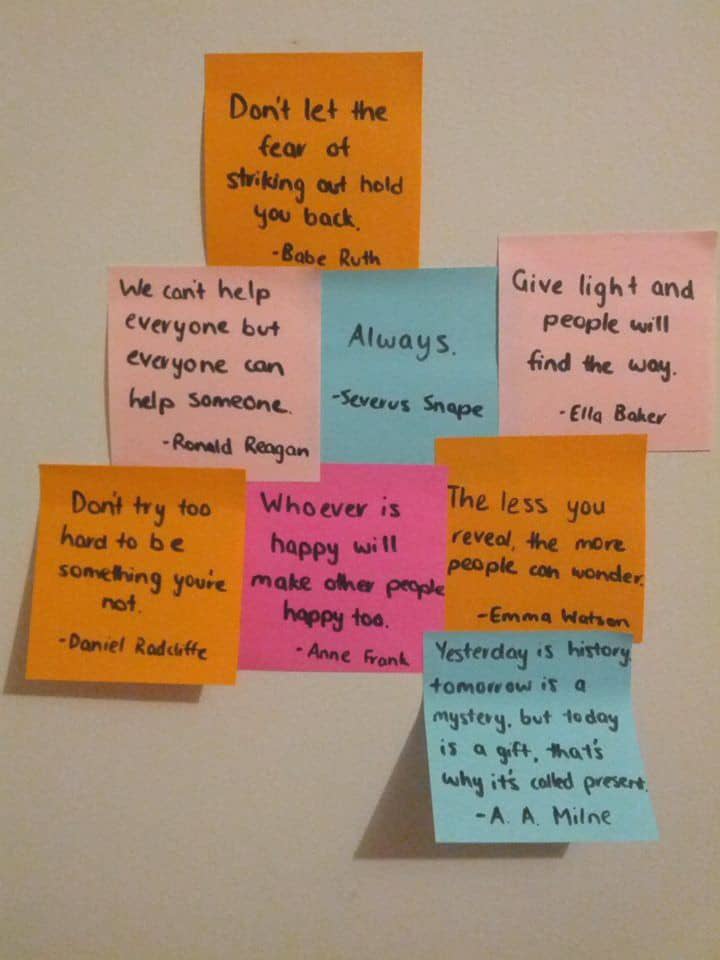 Don't let the
fear of
striking out hold
you back.
-Babe Ruth
We can't help
everyone but
everyone can
help someone.
-Ronald Reagan
Always.
-Severus Snape
Give light and
people will
find the way.
-Ella Baker
Don't try too
hard to be
something you're
not.
-Daniel Radcliffe
Whoever is
happy will
make other people
happy too.
- Anne Frank
The less you
reveal, the more
people can wonder.
-Emma Watson
Yesterday is history,
tomorrow is a
mystery, but today
is a gift, that's
why it's called present.
-A. A. Milne